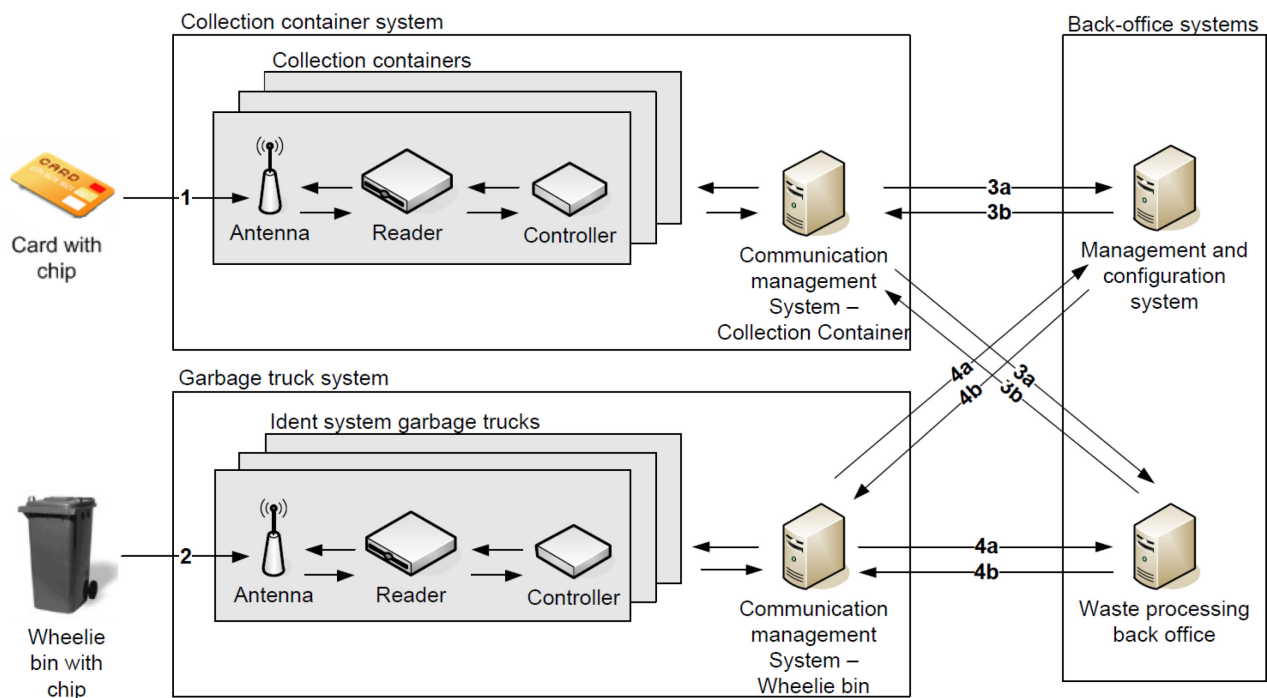 Collection container system
Back-office systems
Collection containers
CARD
1
Antenna
Reader
Controller
Card with
chip
Communication
management
System –
Collection Container
3a
3b
Management and
configuration
system
4a
4b
3a
3b
Garbage truck system
Ident system garbage trucks
2
Antenna
Reader
Controller
Wheelie
bin with
chip
Communication
management
System –
Wheelie bin
4a
4b
Waste processing
back office